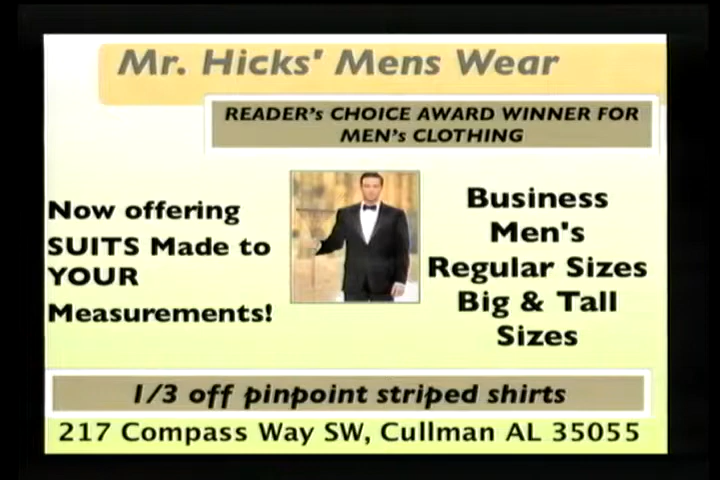 Mr. Hicks' Mens Wear
READER's CHOICE AWARD WINNER FOR
MEN's CLOTHING
Now offering
SUITS Made to
YOUR
Measurements!
Business
Men's
Regular Sizes
Big & Tall
Sizes
1/3 off pinpoint striped shirts
217 Compass Way SW, Cullman AL 35055